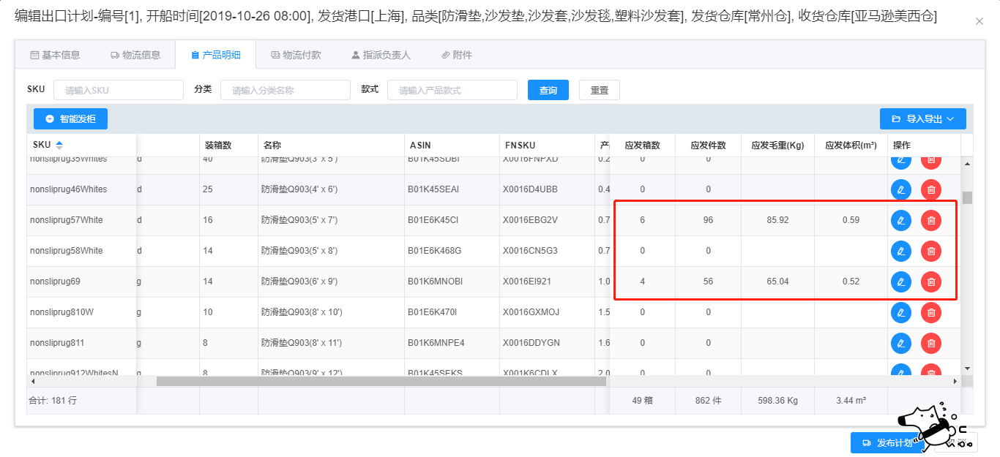 编辑出口计划-编号[1], 开船时间[2019-10-26 08:00], 发货港口[上海], 品类[防滑垫,沙发垫,沙发套,沙发毯,塑料沙发套], 发货仓库[常州仓], 收货仓库[亚马逊美西仓]
基本信息 物流信息 产品明细 物流付款 指派负责人 附件
SKU 请输入SKU 分类 请输入分类名称 款式 请输入产品款式 查询 重置
智能发柜 导入导出
SKU 装箱数 名称 ASIN FNSKU 产 应发箱数 应发件数 应发毛重(Kg) 应发体积(m³) 操作
nonsliprug35Whites d 40 防滑垫Q903(3' x 5') B01K45SDBI X0016FNPXD 0.2 0 0
nonsliprug46Whites d 25 防滑垫Q903(4' x 6') B01K45SEAI X0016D4UBB 0.4 0 0
nonsliprug57White d 16 防滑垫Q903(5' x 7') B01E6K45CI X0016EBG2V 0.7 6 96 85.92 0.59
nonsliprug58White d 14 防滑垫Q903(5' x 8') B01E6K468G X0016CN5G3 0.7 0 0
nonsliprug69 g 14 防滑垫Q903(6' x 9') B01K6MNOBI X0016EI921 1.0 4 56 65.04 0.52
nonsliprug810W g 10 防滑垫Q903(8' x 10') B01E6K470I X0016GXMOJ 1.5 0 0
nonsliprug811 g 8 防滑垫Q903(8' x 11') B01K6MNPE4 X0016DDYGN 1.6 0 0
nonsliprug912WhitesN g 8 防滑垫Q903(9' x 12') B01K45SEKS X001K6CDLX 2.0 0 0
合计: 181 行 49 箱 862 件 598.36 Kg 3.44 m³
发布计划